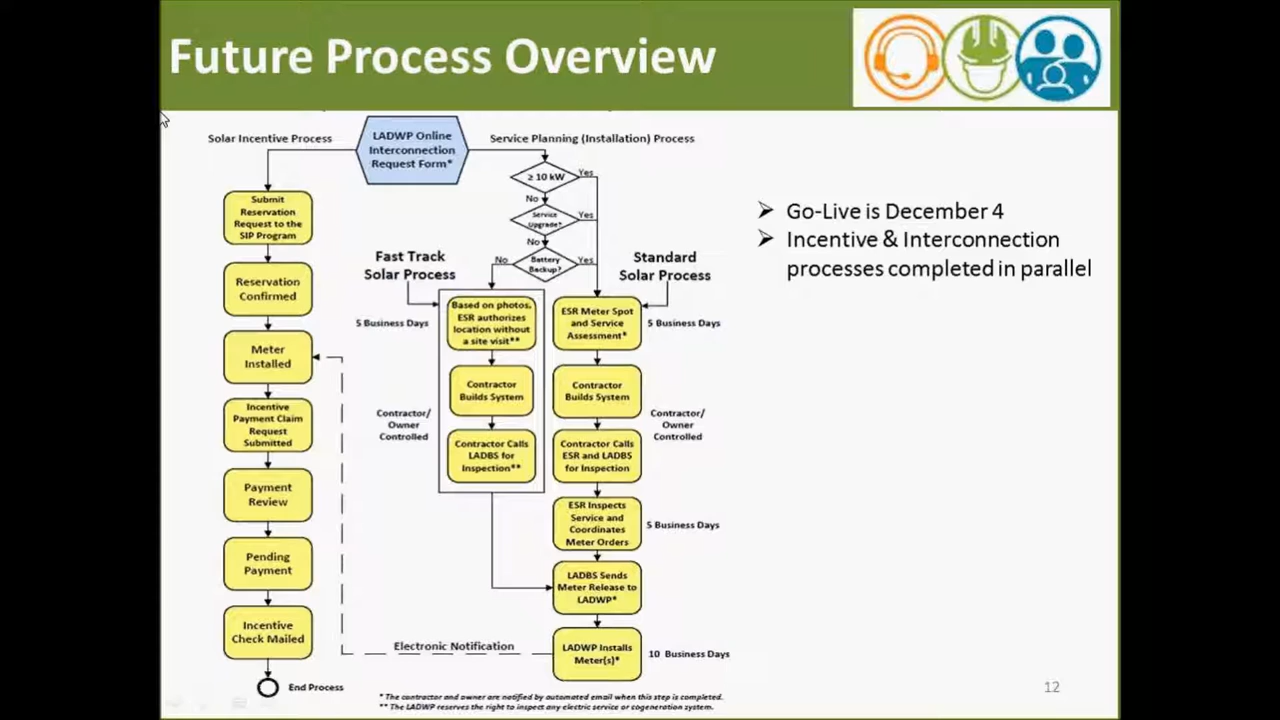 Future Process Overview
Solar Incentive Process
LADWP Online
Interconnection
Request Form*
Service Planning (Installation) Process
≥ 10 kW
Yes
No
Service
Upgrade?
Yes
No
Battery
Backup?
No
Yes
Submit
Reservation
Request to the
SIP Program
Reservation
Confirmed
Meter
Installed
Incentive
Payment Claim
Request
Submitted
Payment
Review
Pending
Payment
Incentive
Check Mailed
End Process
Fast Track
Solar Process
5 Business Days
Based on photos,
ESR authorizes
location without
a site visit**
Contractor
Builds System
Contractor/
Owner
Controlled
Contractor Calls
LADBS for
Inspection**
Standard
Solar Process
ESR Meter Spot
and Service
Assessment*
5 Business Days
Contractor
Builds System
Contractor/
Owner
Controlled
Contractor Calls
ESR and LADBS
for Inspection
ESR Inspects
Service and
Coordinates
Meter Orders
5 Business Days
LADBS Sends
Meter Release to
LADWP*
Electronic Notification
LADWP Installs
Meter(s)*
10 Business Days
* The contractor and owner are notified by automated email when this step is completed.
** The LADWP reserves the right to inspect any electric service or cogeneration system.
➢ Go-Live is December 4
➢ Incentive & Interconnection
processes completed in parallel
12